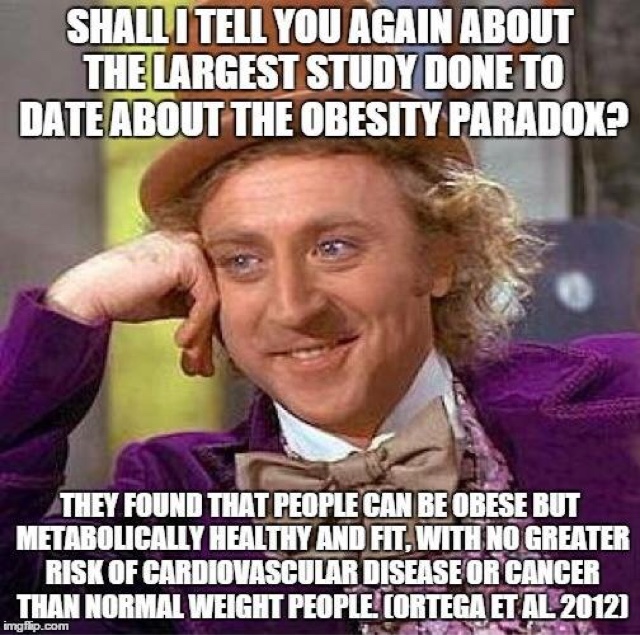 SHALL I TELL YOU AGAIN ABOUT
THE LARGEST STUDY DONE TO
DATE ABOUT THE OBESITY PARADOX?
THEY FOUND THAT PEOPLE CAN BE OBESE BUT
METABOLICALLY HEALTHY AND FIT, WITH NO GREATER
RISK OF CARDIOVASCULAR DISEASE OR CANCER
THAN NORMAL WEIGHT PEOPLE. (ORTEGA ET AL. 2012)
imgflip.com